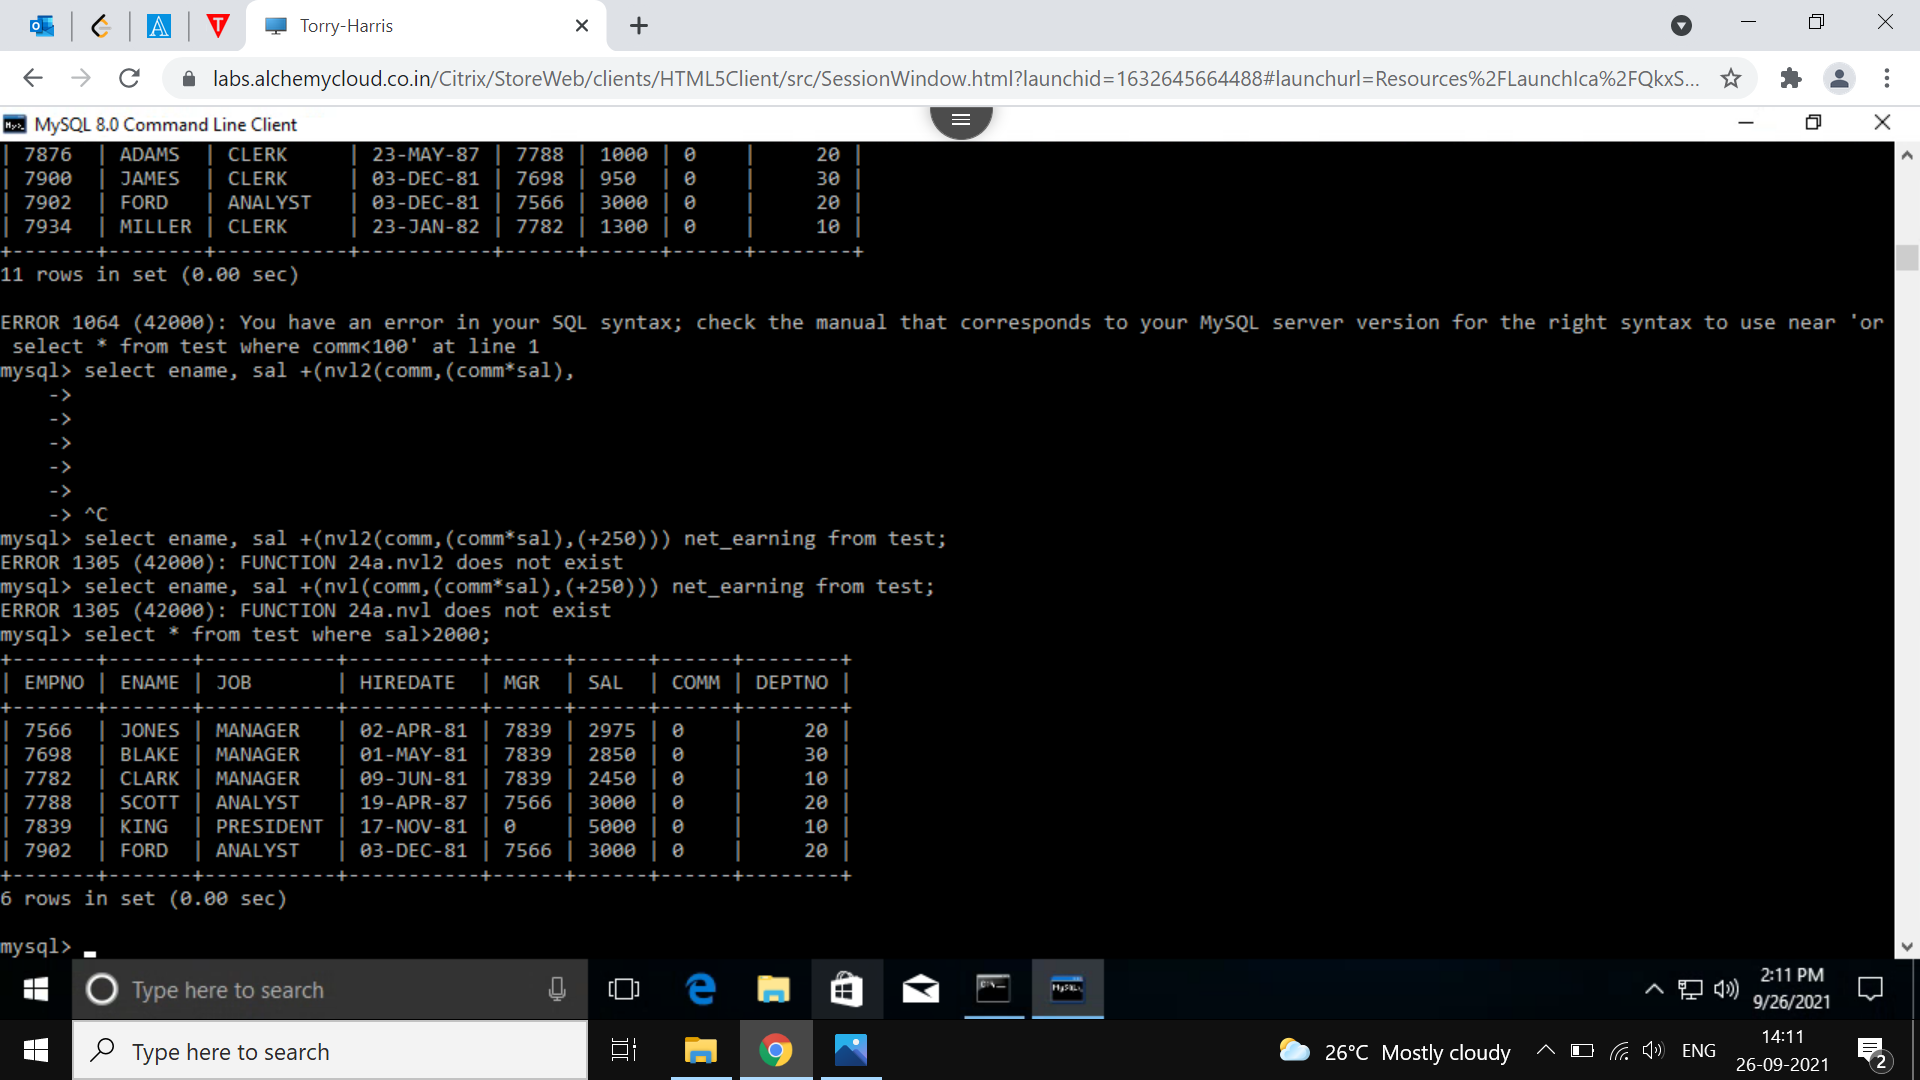 Torry-Harris
labs.alchemycloud.co.in/Citrix/StoreWeb/clients/HTML5Client/src/SessionWindow.html?launchid=1632645664488#launchurl=Resources%2FLaunchIca%2FQkxS...
MySQL 8.0 Command Line Client
| 7876 | ADAMS | CLERK | 23-MAY-87 | 7788 | 1000 | 0 | 20 |
| 7900 | JAMES | CLERK | 03-DEC-81 | 7698 | 950 | 0 | 30 |
| 7902 | FORD | ANALYST | 03-DEC-81 | 7566 | 3000 | 0 | 20 |
| 7934 | MILLER | CLERK | 23-JAN-82 | 7782 | 1300 | 0 | 10 |
+-------+--------+-----------+-----------+------+------+------+--------+
11 rows in set (0.00 sec)
ERROR 1064 (42000): You have an error in your SQL syntax; check the manual that corresponds to your MySQL server version for the right syntax to use near 'or
select * from test where comm<100' at line 1
mysql> select ename, sal +(nvl2(comm,(comm*sal),
->
->
->
->
->
-> ^C
mysql> select ename, sal +(nvl2(comm,(comm*sal),(+250))) net_earning from test;
ERROR 1305 (42000): FUNCTION 24a.nvl2 does not exist
mysql> select ename, sal +(nvl(comm,(comm*sal),(+250))) net_earning from test;
ERROR 1305 (42000): FUNCTION 24a.nvl does not exist
mysql> select * from test where sal>2000;
+-------+-------+-----------+-----------+------+------+------+--------+
| EMPNO | ENAME | JOB | HIREDATE | MGR | SAL | COMM | DEPTNO |
+-------+-------+-----------+-----------+------+------+------+--------+
| 7566 | JONES | MANAGER | 02-APR-81 | 7839 | 2975 | 0 | 20 |
| 7698 | BLAKE | MANAGER | 01-MAY-81 | 7839 | 2850 | 0 | 30 |
| 7782 | CLARK | MANAGER | 09-JUN-81 | 7839 | 2450 | 0 | 10 |
| 7788 | SCOTT | ANALYST | 19-APR-87 | 7566 | 3000 | 0 | 20 |
| 7839 | KING | PRESIDENT | 17-NOV-81 | 0 | 5000 | 0 | 10 |
| 7902 | FORD | ANALYST | 03-DEC-81 | 7566 | 3000 | 0 | 20 |
+-------+-------+-----------+-----------+------+------+------+--------+
6 rows in set (0.00 sec)
mysql> _
Type here to search
2:11 PM
9/26/2021
Type here to search
26°C Mostly cloudy
ENG
14:11
26-09-2021
2